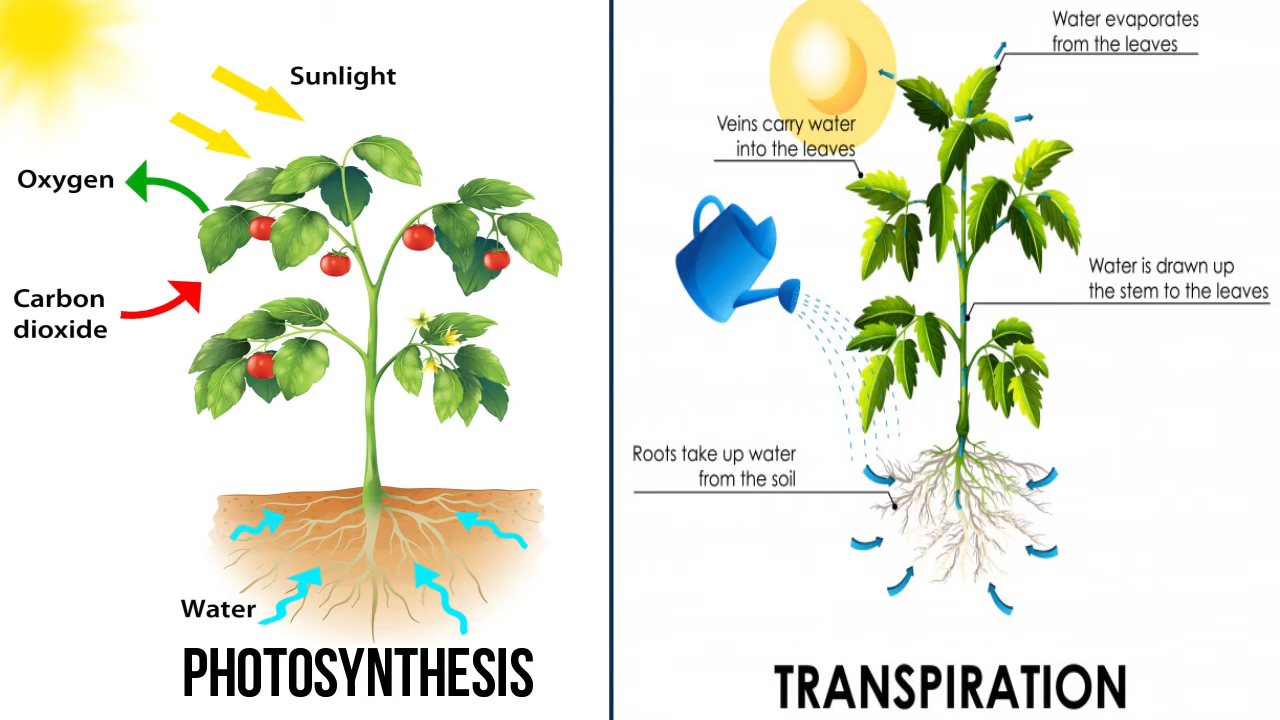 Sunlight
Oxygen
Carbon
dioxide
Water
PHOTOSYNTHESIS
Water evaporates
from the leaves
Veins carry water
into the leaves
Water is drawn up
the stem to the leaves
Roots take up water
from the soil
TRANSPIRATION